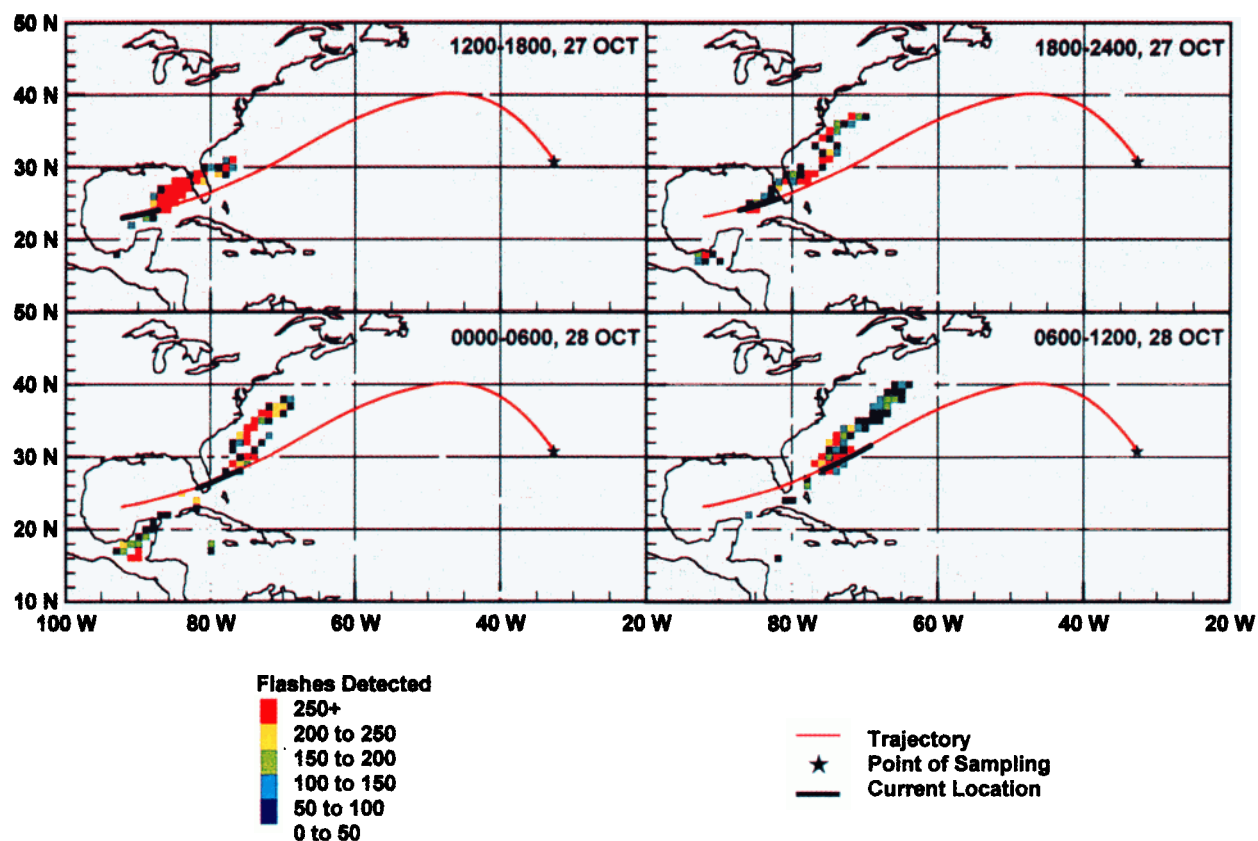 50 N
1200-1800, 27 OCT
1800-2400, 27 OCT
40 N
30 N
20 N
50 N
0000-0600, 28 OCT
0600-1200, 28 OCT
40 N
30 N
20 N
10 N
100 W
80 W
60 W
40 W
20 W
80 W
60 W
40 W
20 W
Flashes Detected
250+
200 to 250
150 to 200
100 to 150
50 to 100
0 to 50
Trajectory
Point of Sampling
Current Location